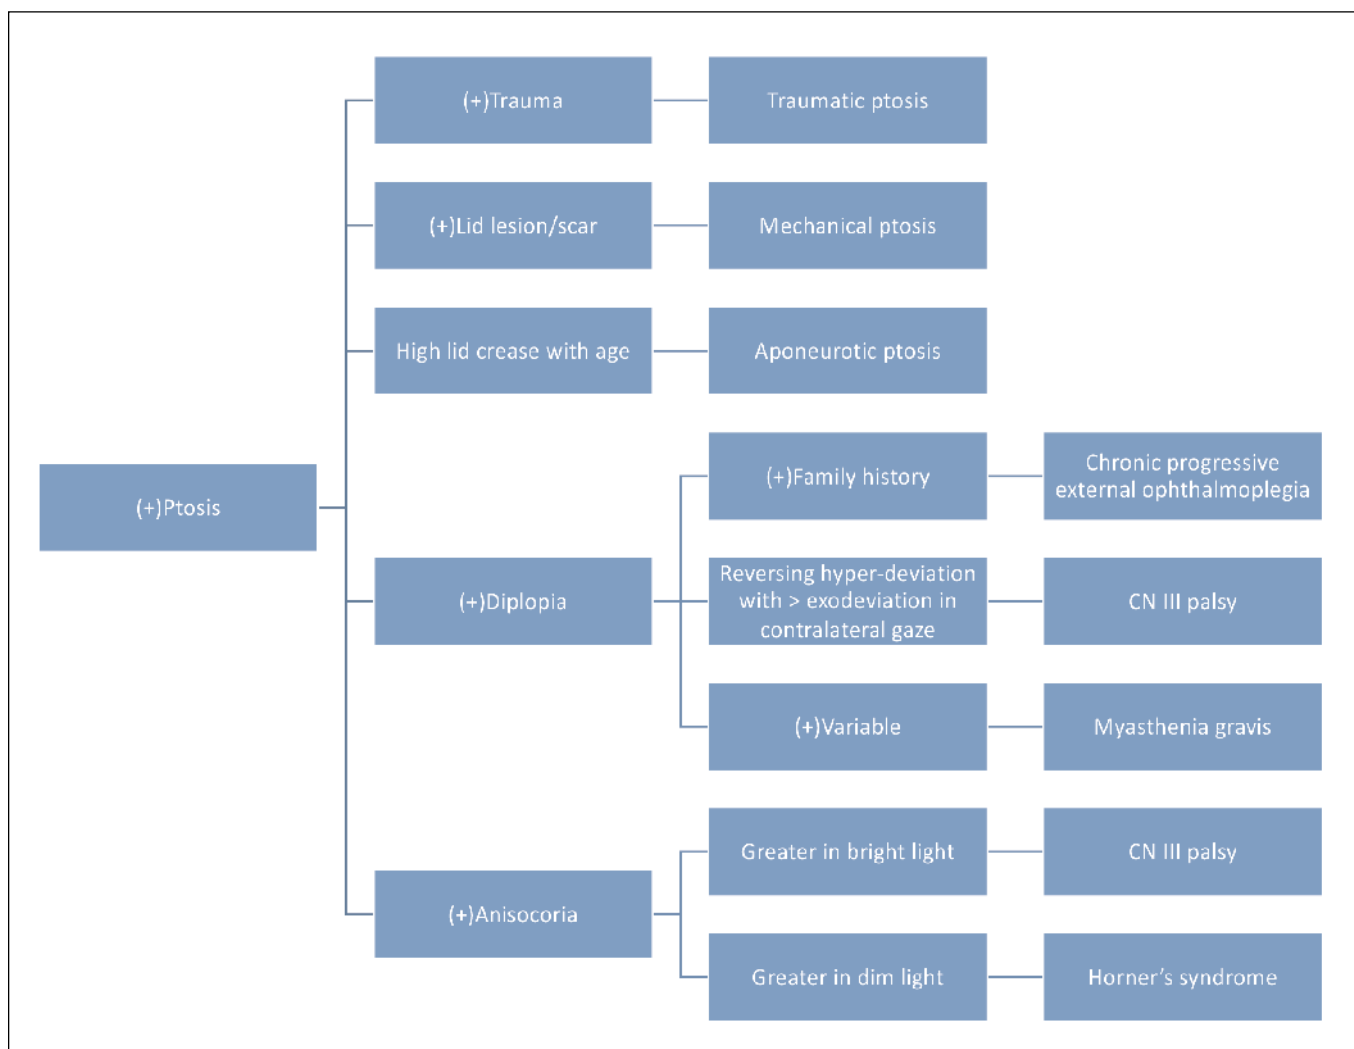 (+)Trauma
Traumatic ptosis
(+)Lid lesion/scar
Mechanical ptosis
High lid crease with age
Aponeurotic ptosis
(+)Ptosis
(+)Diplopia
(+)Family history
Chronic progressive
external ophthalmoplegia
Reversing hyper-deviation
with > exodeviation in
contralateral gaze
CN III palsy
(+)Variable
Myasthenia gravis
(+)Anisocoria
Greater in bright light
CN III palsy
Greater in dim light
Horner’s syndrome